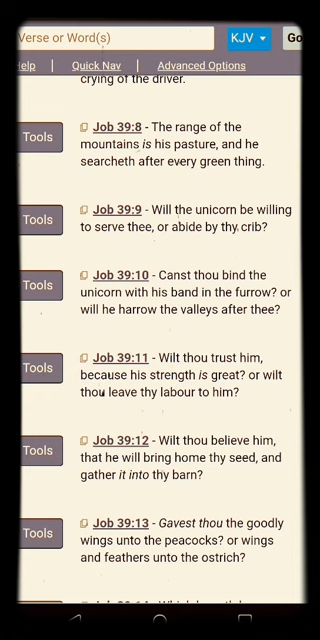 Verse or Word(s)
KJV
Go
Help | Quick Nav | Advanced Options
crying of the driver.
Tools
Job 39:8 - The range of the
mountains is his pasture, and he
searcheth after every green thing.
Tools
Job 39:9 - Will the unicorn be willing
to serve thee, or abide by thy crib?
Tools
Job 39:10 - Canst thou bind the
unicorn with his band in the furrow? or
will he harrow the valleys after thee?
Tools
Job 39:11 - Wilt thou trust him,
because his strength is great? or wilt
thou leave thy labour to him?
Tools
Job 39:12 - Wilt thou believe him,
that he will bring home thy seed, and
gather it into thy barn?
Tools
Job 39:13 - Gavest thou the goodly
wings unto the peacocks? or wings
and feathers unto the ostrich?